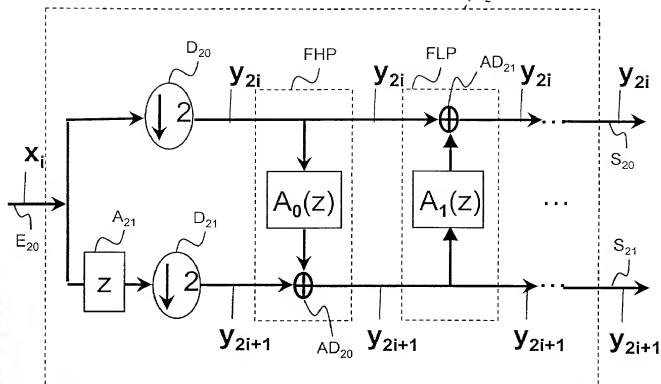 D₂₀ FHP FLP AD₂₁
y₂ᵢ y₂ᵢ y₂ᵢ y₂ᵢ
↓ 2 ... S₂₀
xᵢ
A₀(z) A₁(z) ...
E₂₀ A₂₁ D₂₁ S₂₁
z ↓ 2 ...
y₂ᵢ₊₁ AD₂₀ y₂ᵢ₊₁ y₂ᵢ₊₁ y₂ᵢ₊₁